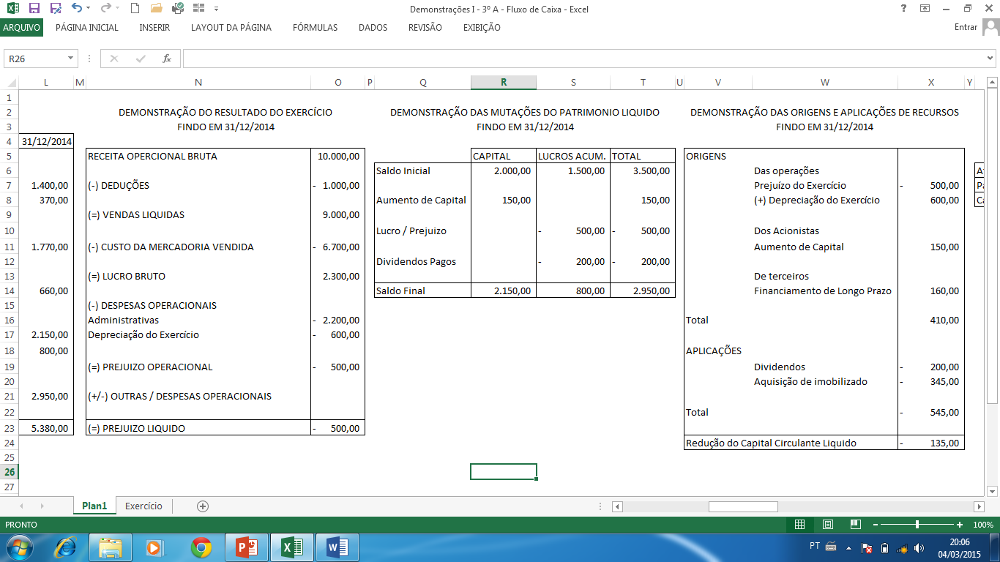 Demonstrações I - 3º A - Fluxo de Caixa - Excel
ARQUIVO PÁGINA INICIAL INSERIR LAYOUT DA PÁGINA FÓRMULAS DADOS REVISÃO EXIBIÇÃO Entrar
R26 fx
L M N O P Q R S T U V W X Y
1
2 DEMONSTRAÇÃO DO RESULTADO DO EXERCÍCIO DEMONSTRAÇÃO DAS MUTAÇÕES DO PATRIMONIO LIQUIDO DEMONSTRAÇÃO DAS ORIGENS E APLICAÇÕES DE RECURSOS
3 FINDO EM 31/12/2014 FINDO EM 31/12/2014 FINDO EM 31/12/2014
4 31/12/2014
5 RECEITA OPERCIONAL BRUTA 10.000,00 CAPITAL LUCROS ACUM. TOTAL ORIGENS
6 Saldo Inicial 2.000,00 1.500,00 3.500,00 Das operações
7 1.400,00 (-) DEDUÇÕES - 1.000,00 Prejuízo do Exercício - 500,00
8 370,00 Aumento de Capital 150,00 150,00 (+) Depreciação do Exercício 600,00
9 (=) VENDAS LIQUIDAS 9.000,00
10 Lucro / Prejuizo - 500,00 - 500,00 Dos Acionistas
11 1.770,00 (-) CUSTO DA MERCADORIA VENDIDA - 6.700,00 Aumento de Capital 150,00
12 Dividendos Pagos - 200,00 - 200,00
13 (=) LUCRO BRUTO 2.300,00 De terceiros
14 660,00 Saldo Final 2.150,00 800,00 2.950,00 Financiamento de Longo Prazo 160,00
15 (-) DESPESAS OPERACIONAIS
16 Administrativas - 2.200,00 Total 410,00
17 2.150,00 Depreciação do Exercício - 600,00
18 800,00 APLICAÇÕES
19 (=) PREJUIZO OPERACIONAL - 500,00 Dividendos - 200,00
20 Aquisição de imobilizado - 345,00
21 2.950,00 (+/-) OUTRAS / DESPESAS OPERACIONAIS
22 Total - 545,00
23 5.380,00 (=) PREJUIZO LIQUIDO - 500,00
24 Redução do Capital Circulante Liquido - 135,00
25
26
27
Plan1 Exercício
PRONTO 100%
PT 20:06
04/03/2015